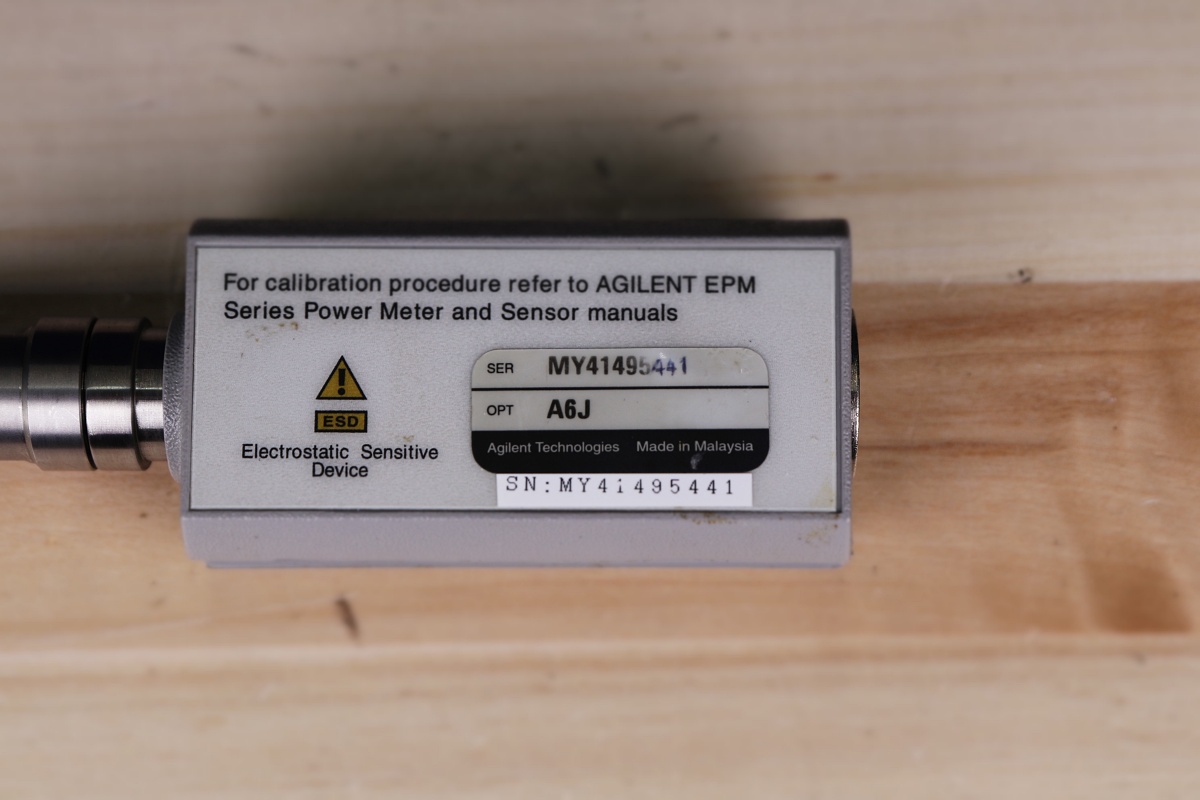 For calibration procedure refer to AGILENT EPM
Series Power Meter and Sensor manuals
SER MY41495441
OPT A6J
ESD
Electrostatic Sensitive
Device
Agilent Technologies Made in Malaysia
SN:MY41495441